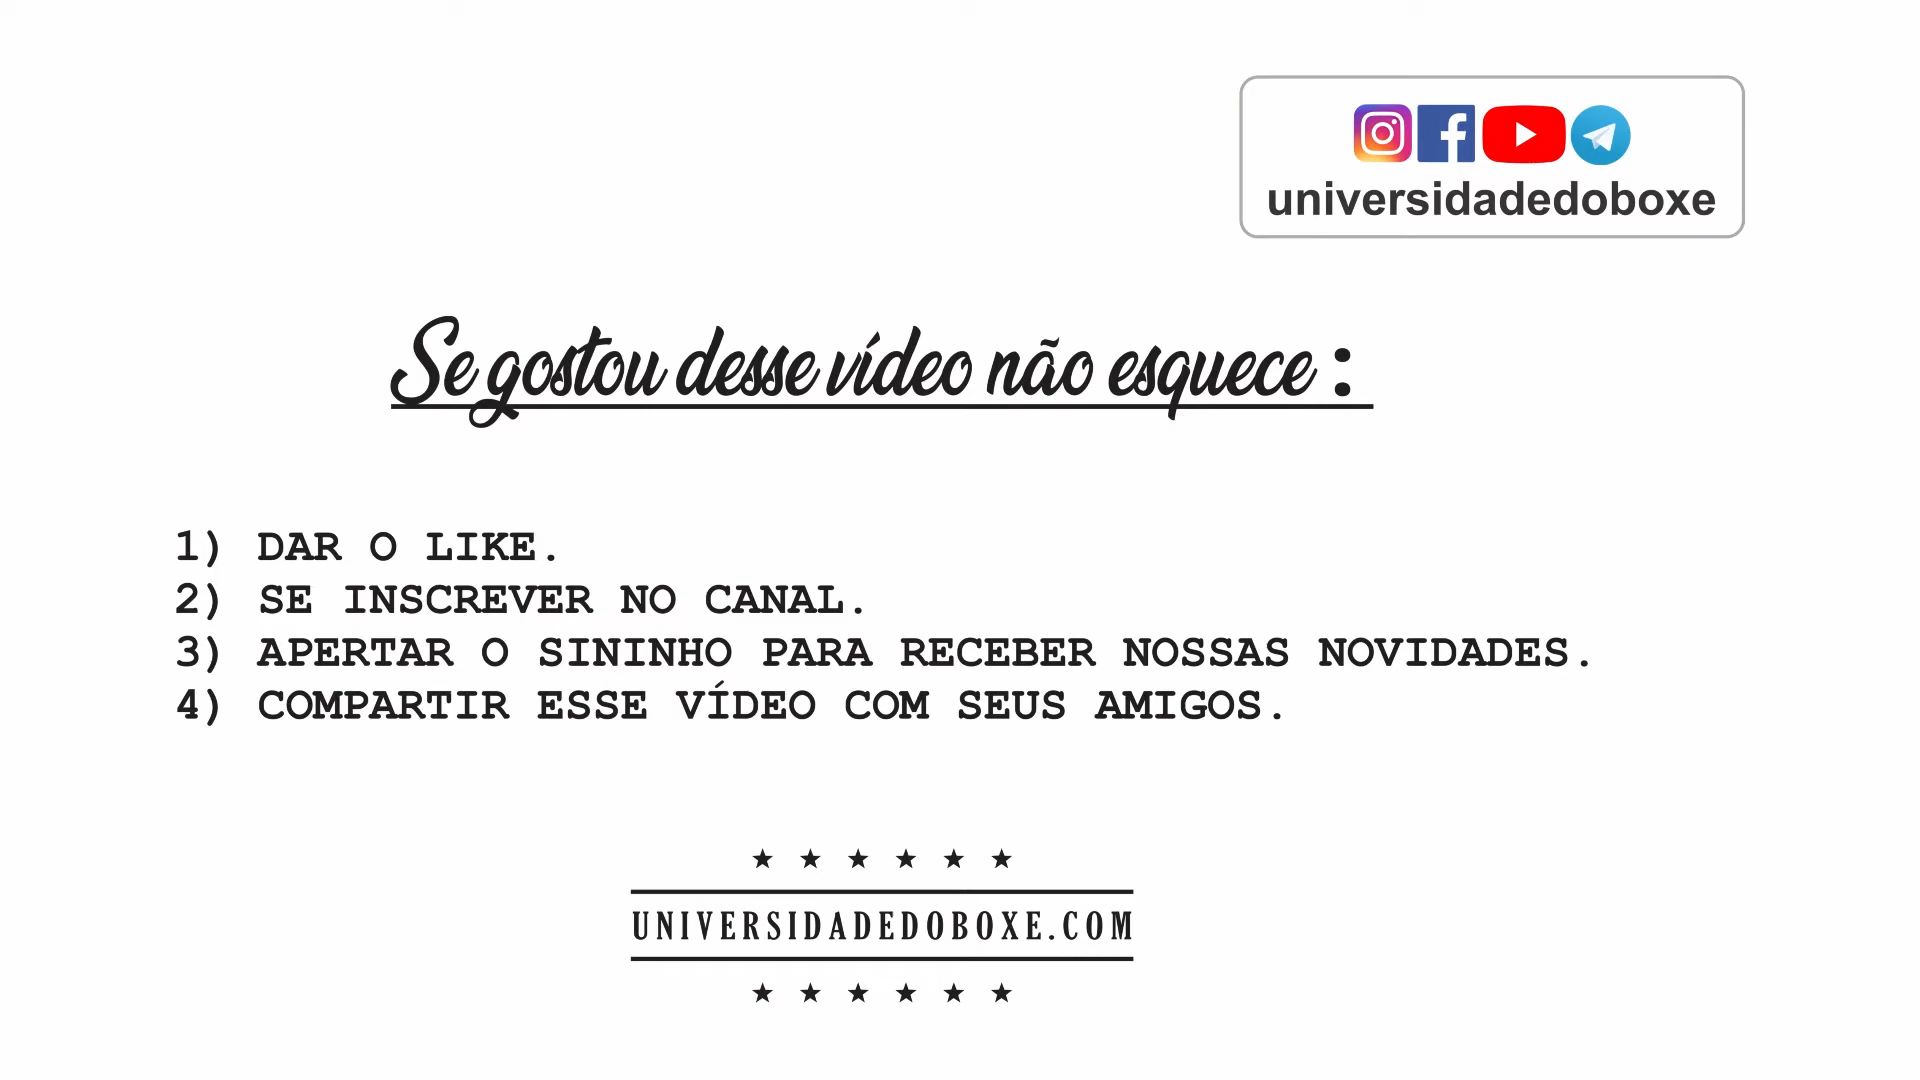 universidadedoboxe
Se gostou desse vídeo não esquece :
1) DAR O LIKE.
2) SE INSCREVER NO CANAL.
3) APERTAR O SININHO PARA RECEBER NOSSAS NOVIDADES.
4) COMPARTIR ESSE VÍDEO COM SEUS AMIGOS.
UNIVERSIDADEDOBOXE.COM